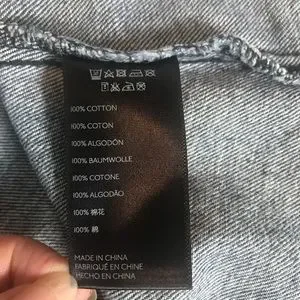 100% COTTON
100% COTON
100% ALGODÓN
100% BAUMWOLLE
100% COTONE
100% ALGODÃO
100% 棉花
100% 綿
MADE IN CHINA
FABRIQUÉ EN CHINE
HECHO EN CHINA